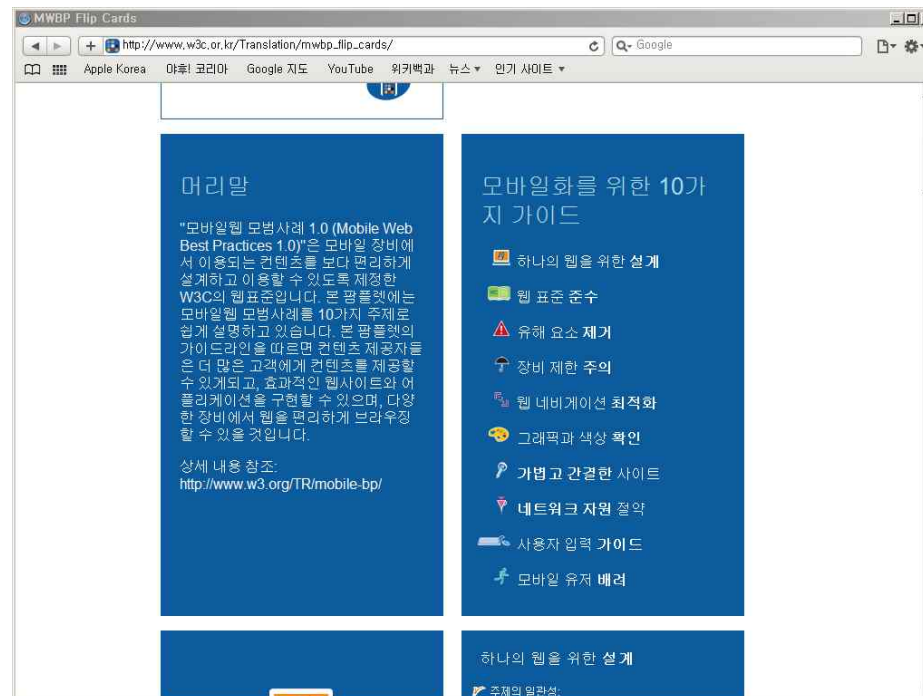 MWBP Flip Cards
http://www.w3c.or.kr/Translation/mwbp_flip_cards/
Google
Apple Korea 야후! 코리아 Google 지도 YouTube 위키백과 뉴스 인기 사이트
머리말
"모바일웹 모범사례 1.0 (Mobile Web
Best Practices 1.0)"은 모바일 장비에
서 이용되는 컨텐츠를 보다 편리하게
설계하고 이용할 수 있도록 제정한
W3C의 웹표준입니다. 본 팜플렛에는
모바일웹 모범사례를 10가지 주제로
쉽게 설명하고 있습니다. 본 팜플렛의
가이드라인을 따르면 컨텐츠 제공자들
은 더 많은 고객에게 컨텐츠를 제공할
수 있게되고, 효과적인 웹사이트와 어
플리케이션을 구현할 수 있으며, 다양
한 장비에서 웹을 편리하게 브라우징
할 수 있을 것입니다.
상세 내용 참조:
http://www.w3.org/TR/mobile-bp/
모바일화를 위한 10가
지 가이드
하나의 웹을 위한 설계
웹 표준 준수
유해 요소 제거
장비 제한 주의
웹 네비게이션 최적화
그래픽과 색상 확인
가볍고 간결한 사이트
네트워크 자원 절약
사용자 입력 가이드
모바일 유저 배려
하나의 웹을 위한 설계
주제의 일관성: